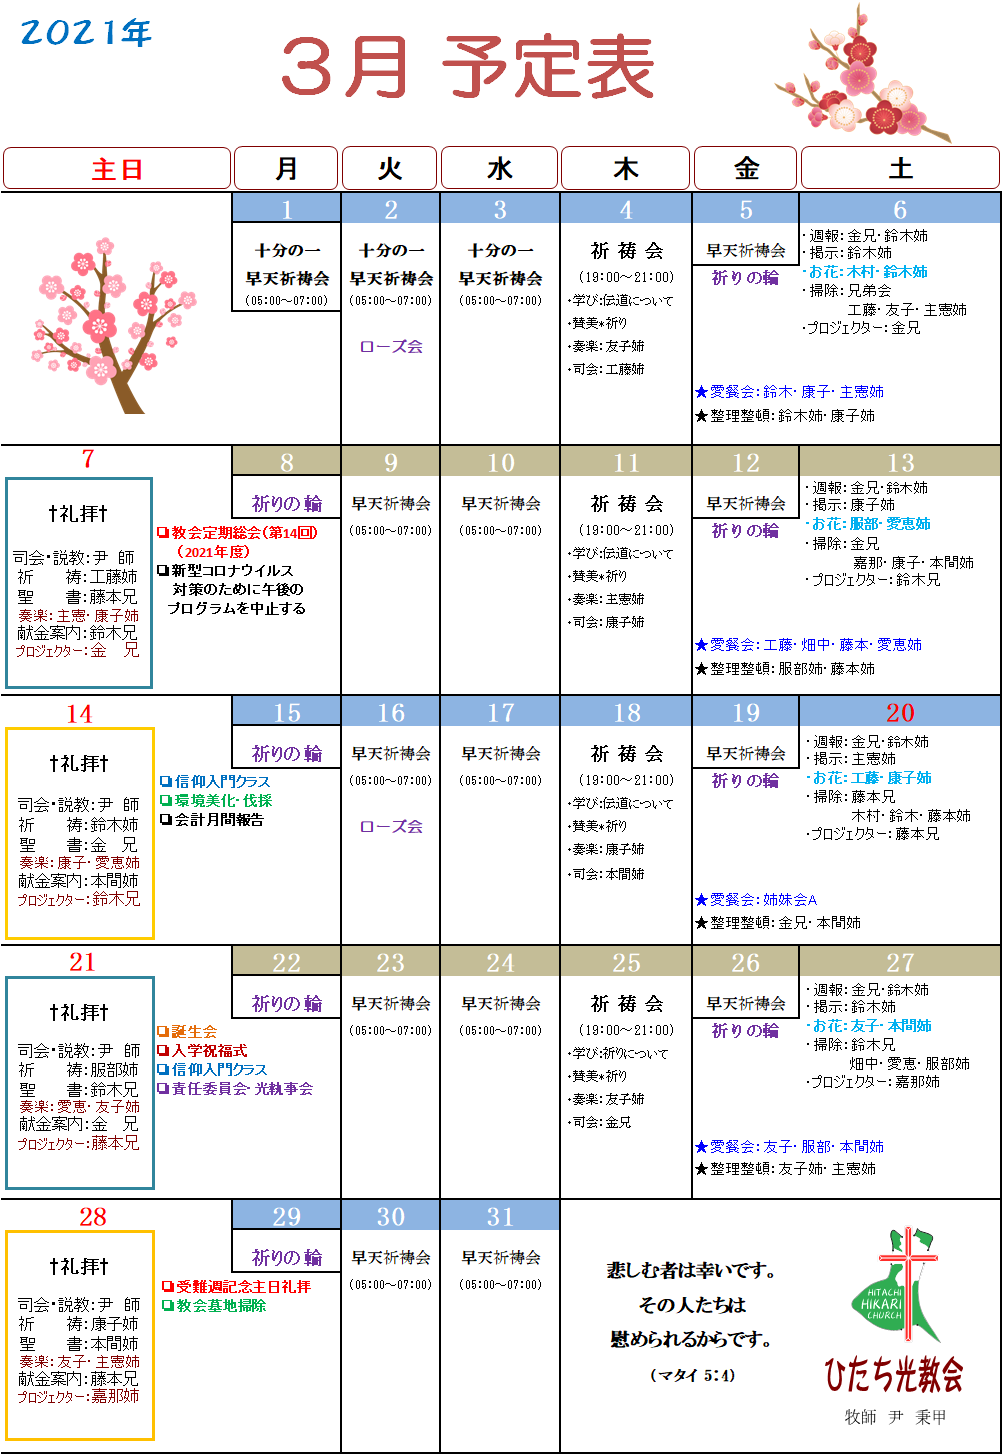 2021年
3月 予定表
主日
月
火
水
木
金
土
1
十分の一
早天祈祷会
(05:00～07:00)
2
十分の一
早天祈祷会
(05:00～07:00)
ローズ会
3
十分の一
早天祈祷会
(05:00～07:00)
4
祈 祷 会
(19:00～21:00)
・学び:伝道について
・賛美*祈り
・奏楽：友子姉
・司会：工藤姉
5
早天祈祷会
祈りの輪
6
・週報：金兄・鈴木姉
・掲示：鈴木姉
・お花：木村・鈴木姉
・掃除：兄弟会
工藤・友子・主憲姉
・プロジェクター：金兄
★愛餐会：鈴木・康子・主憲姉
★整理整頓：鈴木姉・康子姉
7
†礼拝†
司会・説教：尹 師
祈　　祷：工藤姉
聖　　書：藤本兄
奏楽：主憲・康子姉
献金案内：鈴木兄
プロジェクター：金　兄
❏教会定期総会（第14回）
（2021年度）
❏新型コロナウイルス
対策のために午後の
プログラムを中止する
8
祈りの輪
9
早天祈祷会
(05:00～07:00)
10
早天祈祷会
(05:00～07:00)
11
祈 祷 会
(19:00～21:00)
・学び:伝道について
・賛美*祈り
・奏楽：主憲姉
・司会：康子姉
12
早天祈祷会
祈りの輪
13
・週報：金兄・鈴木姉
・掲示：康子姉
・お花：服部・愛恵姉
・掃除：金兄
嘉那・康子・本間姉
・プロジェクター：鈴木兄
★愛餐会：工藤・畑中・藤本・愛恵姉
★整理整頓：服部姉・藤本姉
14
†礼拝†
司会・説教：尹 師
祈　　祷：鈴木姉
聖　　書：金　兄
奏楽：康子・愛恵姉
献金案内：本間姉
プロジェクター：鈴木兄
❏信仰入門クラス
❏環境美化・伐採
❏会計月間報告
15
祈りの輪
16
早天祈祷会
(05:00～07:00)
ローズ会
17
早天祈祷会
(05:00～07:00)
18
祈 祷 会
(19:00～21:00)
・学び:伝道について
・賛美*祈り
・奏楽：康子姉
・司会：本間姉
19
早天祈祷会
祈りの輪
20
・週報：金兄・鈴木姉
・掲示：主憲姉
・お花：工藤・康子姉
・掃除：藤本兄
木村・鈴木・藤本姉
・プロジェクター：藤本兄
★愛餐会：姉妹会A
★整理整頓：金兄・本間姉
21
†礼拝†
司会・説教：尹 師
祈　　祷：服部姉
聖　　書：鈴木兄
奏楽：愛恵・友子姉
献金案内：金　兄
プロジェクター：藤本兄
❏誕生会
❏入学祝福式
❏信仰入門クラス
❏責任委員会・光執事会
22
祈りの輪
23
早天祈祷会
(05:00～07:00)
24
早天祈祷会
(05:00～07:00)
25
祈 祷 会
(19:00～21:00)
・学び:祈りについて
・賛美*祈り
・奏楽：友子姉
・司会：金兄
26
早天祈祷会
祈りの輪
27
・週報：金兄・鈴木姉
・掲示：鈴木姉
・お花：友子・本間姉
・掃除：鈴木兄
畑中・愛恵・服部姉
・プロジェクター：嘉那姉
★愛餐会：友子・服部・本間姉
★整理整頓：友子姉・主憲姉
28
†礼拝†
司会・説教：尹 師
祈　　祷：康子姉
聖　　書：本間姉
奏楽：友子・主憲姉
献金案内：藤本兄
プロジェクター：嘉那姉
❏受難週記念主日礼拝
❏教会墓地掃除
29
祈りの輪
30
早天祈祷会
(05:00～07:00)
31
早天祈祷会
(05:00～07:00)
悲しむ者は幸いです。
その人たちは
慰められるからです。
（マタイ 5：4）
HITACHI
HIKARI
CHURCH
ひたち光教会
牧師　尹　秉甲